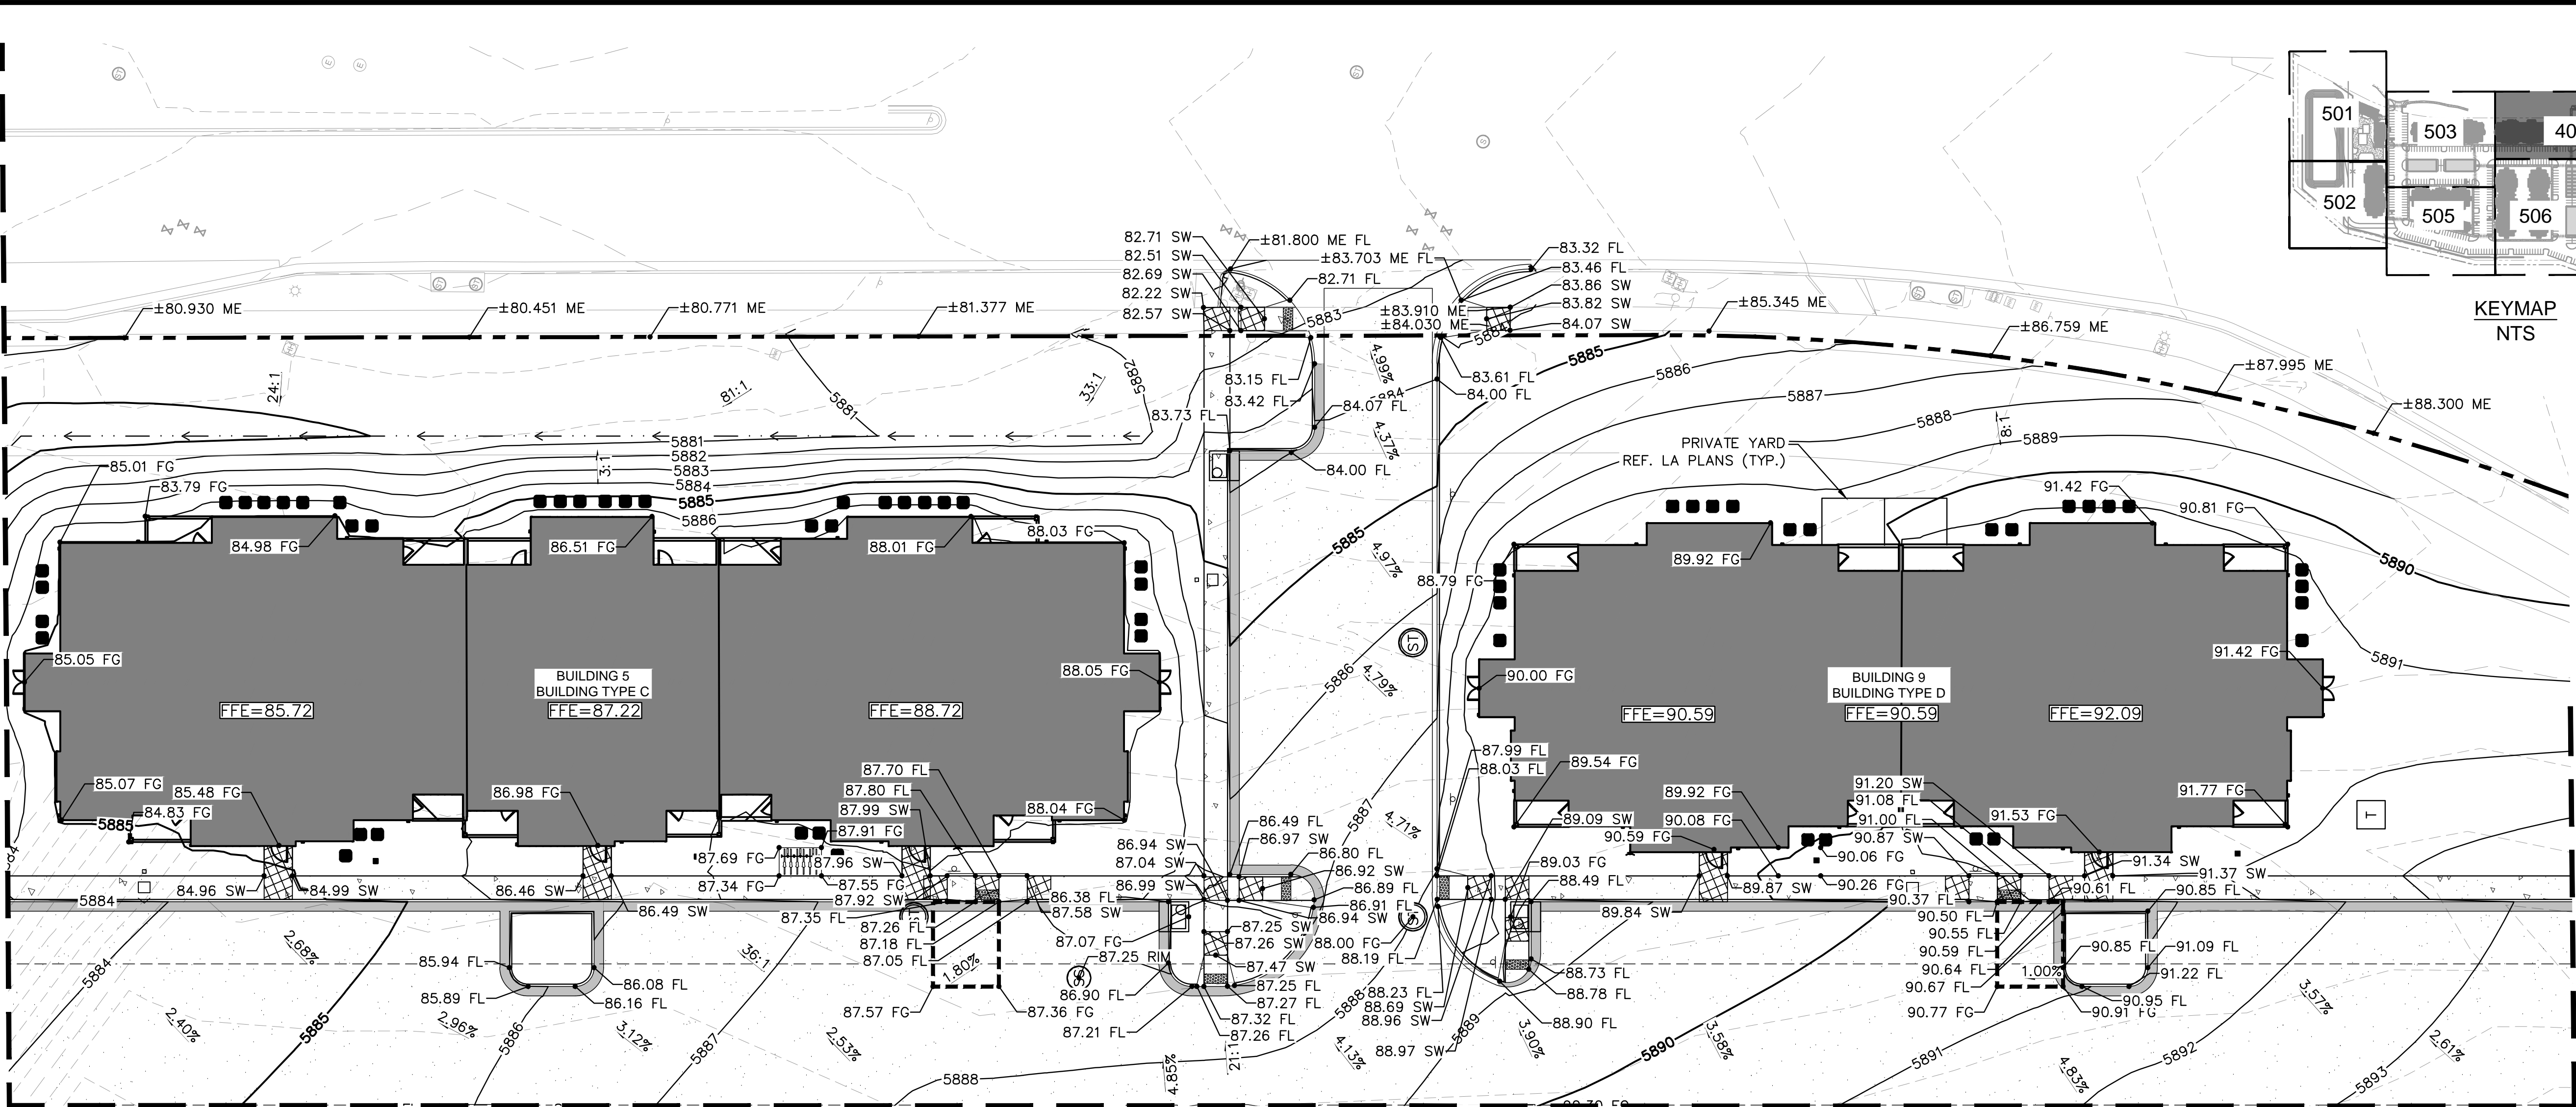 501
503
502
505
506
KEYMAP
NTS
82.71 SW
82.51 SW
82.69 SW
82.22 SW
82.57 SW
±81.800 ME FL
±83.703 ME FL
82.71 FL
83.32 FL
83.46 FL
83.86 SW
83.82 SW
84.07 SW
±83.910 ME
±84.030 ME
±80.930 ME
±80.451 ME
±80.771 ME
±81.377 ME
±85.345 ME
±86.759 ME
±87.995 ME
±88.300 ME
5883
5884
5885
5886
5887
5888
5889
24:1
81:1
33:1
5881
5882
4.99%
83.15 FL
83.42 FL
83.73 FL
5884
84.07 FL
83.61 FL
84.00 FL
4.37%
84.00 FL
PRIVATE YARD
REF. LA PLANS (TYP.)
8:1
5881
5882
5883
5884
5885
5886
3:1
85.01 FG
83.79 FG
84.98 FG
86.51 FG
88.01 FG
88.03 FG
5885
4.97%
88.79 FG
89.92 FG
91.42 FG
90.81 FG
5890
5891
85.05 FG
BUILDING 5
BUILDING TYPE C
FFE=85.72
FFE=87.22
FFE=88.72
88.05 FG
ST
5886
4.79%
90.00 FG
BUILDING 9
BUILDING TYPE D
FFE=90.59
FFE=90.59
FFE=92.09
91.42 FG
85.07 FG
85.48 FG
84.83 FG
5885
5884
86.98 FG
87.70 FL
87.80 FL
87.99 SW
87.91 FG
88.04 FG
87.69 FG
87.96 SW
87.34 FG
87.55 FG
87.92 SW
5887
4.71%
87.99 FL
88.03 FL
89.54 FG
89.92 FG
89.09 SW
90.59 FG
90.08 FG
91.20 SW
91.08 FL
91.00 FL
90.87 SW
90.06 FG
91.53 FG
91.77 FG
T
84.96 SW
84.99 SW
86.46 SW
86.49 SW
5884
86.94 SW
87.04 SW
86.99 SW
86.49 FL
86.97 SW
86.80 FL
86.92 SW
86.89 FL
86.91 FL
86.94 SW
86.38 FL
87.58 SW
87.35 FL
87.26 FL
87.18 FL
87.05 FL
87.07 FG
87.25 RIM
87.25 SW
87.26 SW
87.47 SW
87.25 FL
87.27 FL
87.32 FL
87.26 FL
86.90 FL
87.21 FL
88.00 FG
88.19 FL
88.23 FL
88.69 SW
88.96 SW
88.97 SW
89.03 FG
88.49 FL
88.73 FL
88.78 FL
88.90 FL
89.87 SW
89.84 SW
90.26 FG
90.37 FL
90.50 FL
90.55 FL
90.59 FL
90.64 FL
90.67 FL
90.77 FG
90.61 FL
90.85 FL
91.34 SW
91.37 SW
90.85 FL
91.09 FL
91.22 FL
90.95 FL
90.91 FG
1.00%
2.68%
85.94 FL
85.89 FL
86.08 FL
86.16 FL
36:1
1.80%
87.57 FG
87.36 FG
SS
5884
5885
5886
5887
5888
5888
5889
5890
5891
5892
5893
2.40%
2.96%
3.12%
2.53%
4.85%
21:1
4.13%
3.90%
3.58%
4.83%
3.57%
2.61%